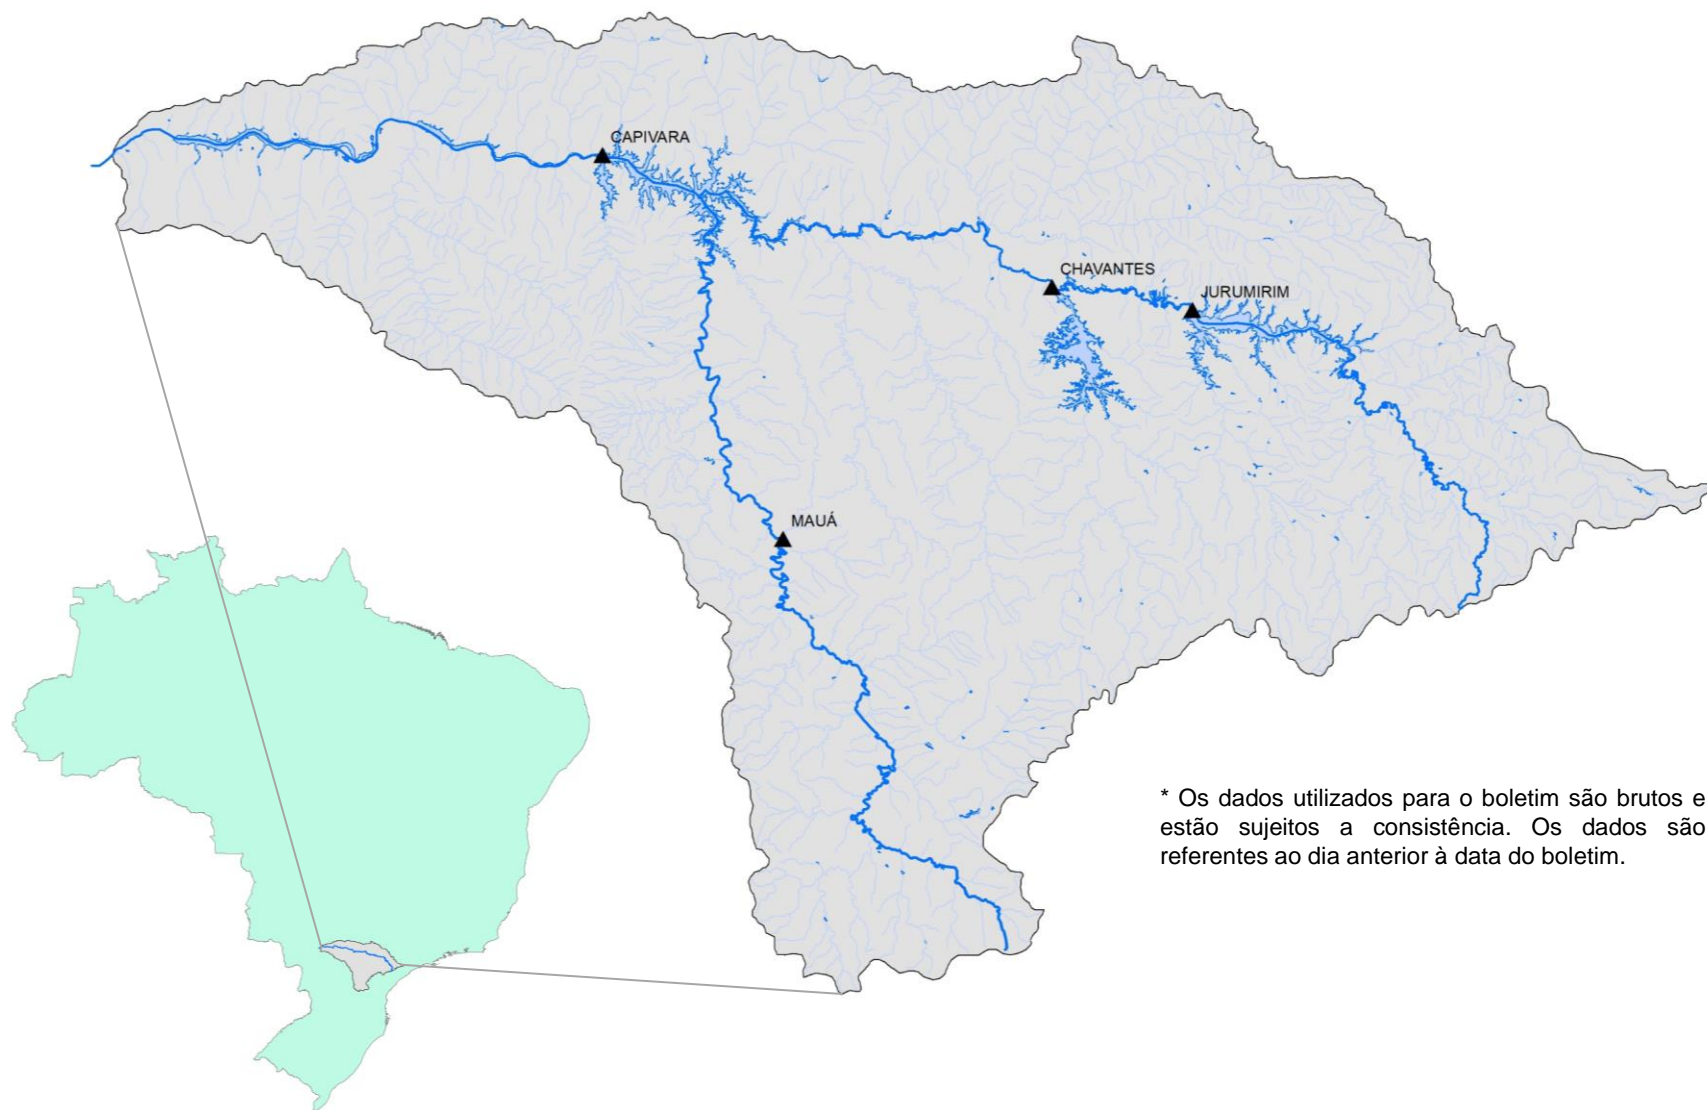 CAPIVARA
CHAVANTES
JURUMIRIM
MAUÁ
* Os dados utilizados para o boletim são brutos e
estão sujeitos a consistência. Os dados são
referentes ao dia anterior à data do boletim.